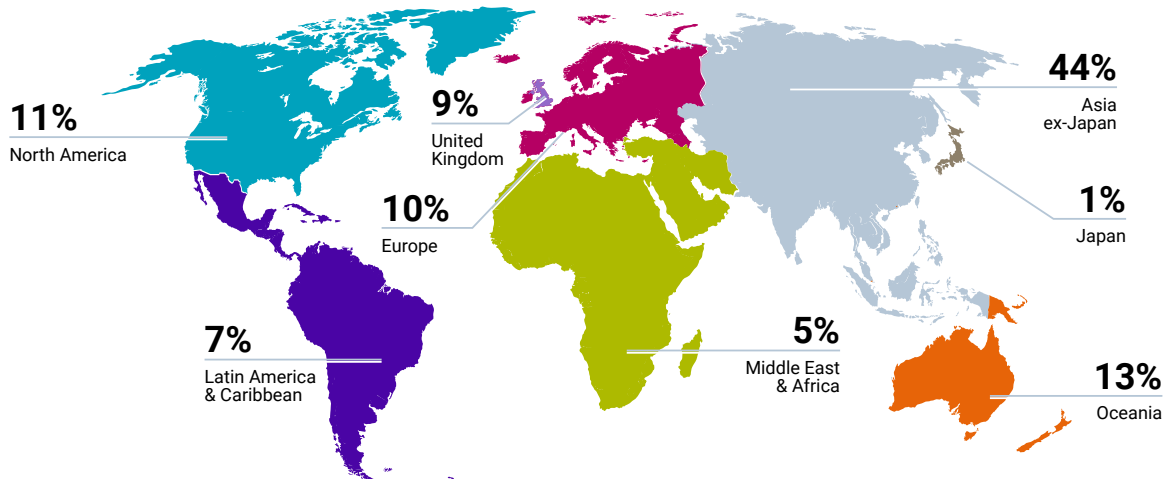 11%
North America
9%
United
Kingdom
10%
Europe
44%
Asia
ex-Japan
1%
Japan
7%
Latin America
& Caribbean
5%
Middle East
& Africa
13%
Oceania